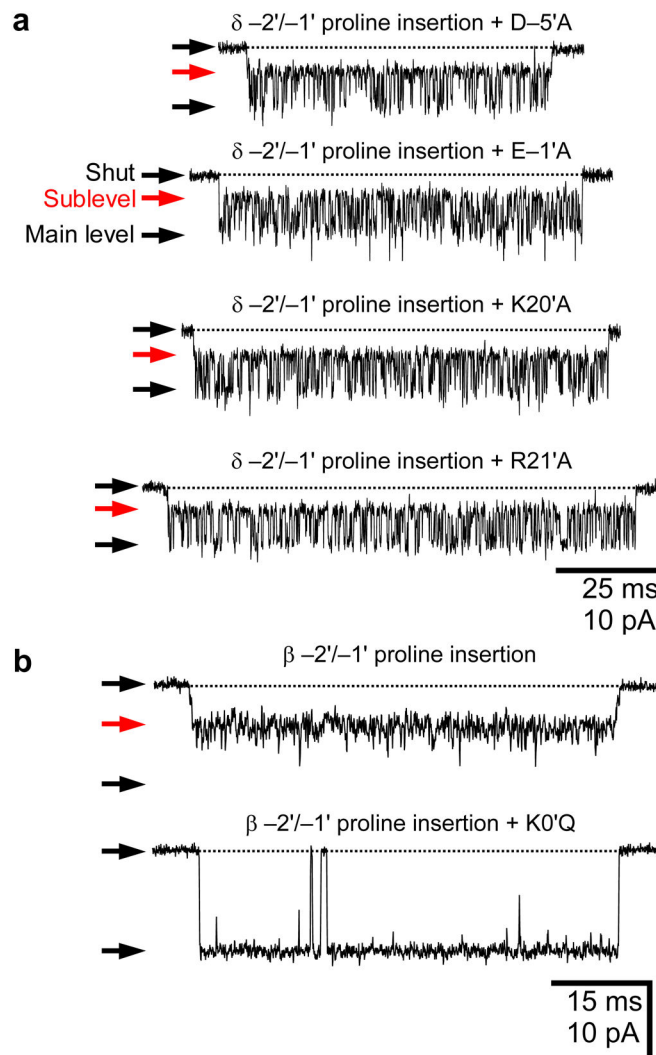 a
δ –2'/–1' proline insertion + D–5'A
δ –2'/–1' proline insertion + E–1'A
Shut
Sublevel
Main level
δ –2'/–1' proline insertion + K20'A
δ –2'/–1' proline insertion + R21'A
25 ms
10 pA
b
β –2'/–1' proline insertion
β –2'/–1' proline insertion + K0'Q
15 ms
10 pA